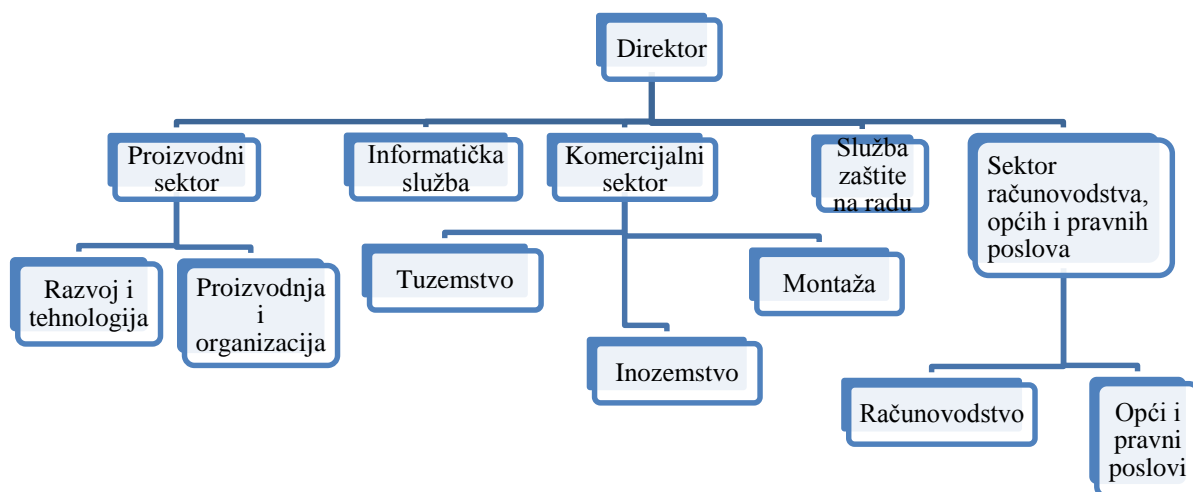 Direktor
Proizvodni
sektor
Informatička
služba
Komercijalni
sektor
Služba
zaštite
na radu
Sektor
računovodstva,
općih i pravnih
poslova
Razvoj i
tehnologija
Proizvodnja
i
organizacija
Tuzemstvo
Inozemstvo
Montaža
Računovodstvo
Opći i
pravni
poslovi